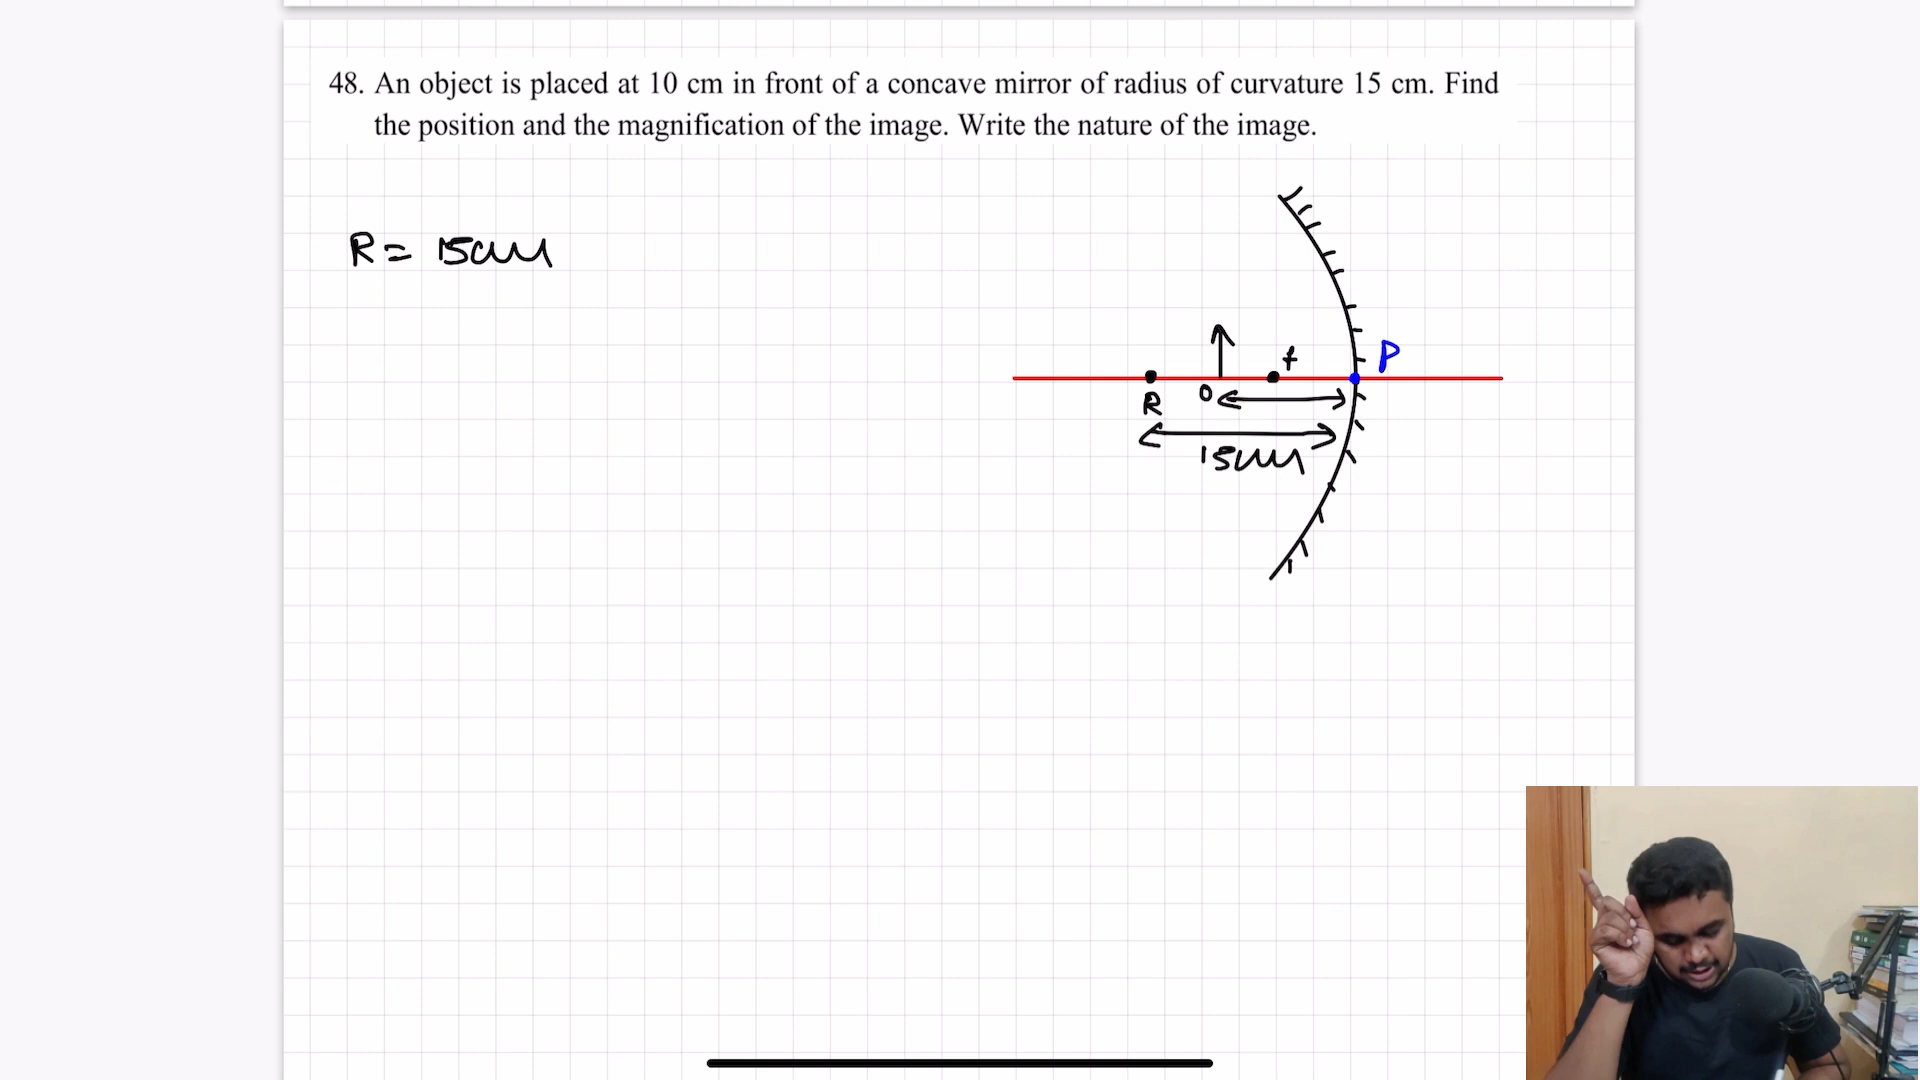 48. An object is placed at 10 cm in front of a concave mirror of radius of curvature 15 cm. Find
the position and the magnification of the image. Write the nature of the image.
R = 15cm
P
f
R
O
15cm